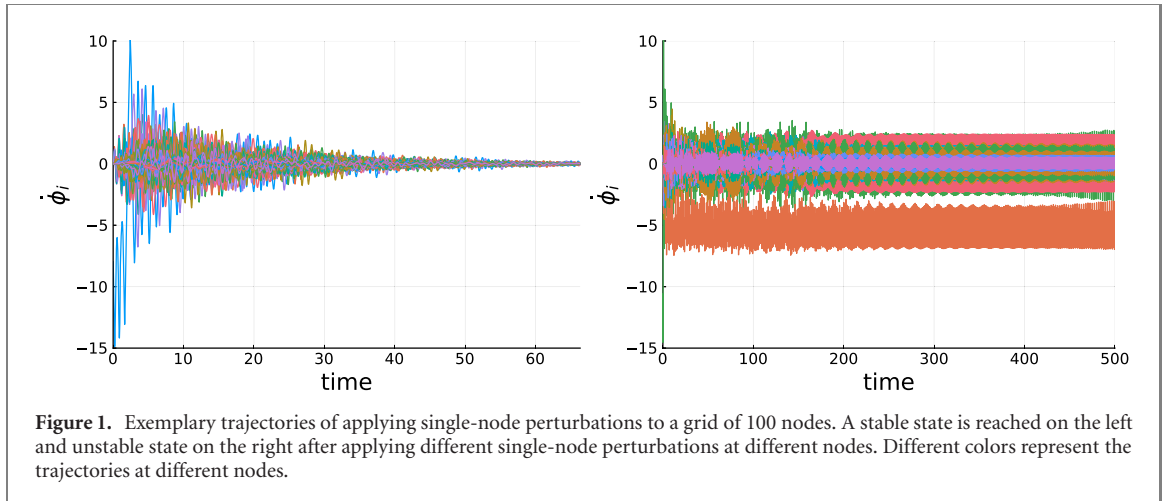 10
5
0
−5
−10
−15
ϕ̇ᵢ
0 10 20 30 40 50 60
time
10
5
0
−5
−10
−15
ϕ̇ᵢ
0 100 200 300 400 500
time
Figure 1. Exemplary trajectories of applying single-node perturbations to a grid of 100 nodes. A stable state is reached on the left
and unstable state on the right after applying different single-node perturbations at different nodes. Different colors represent the
trajectories at different nodes.